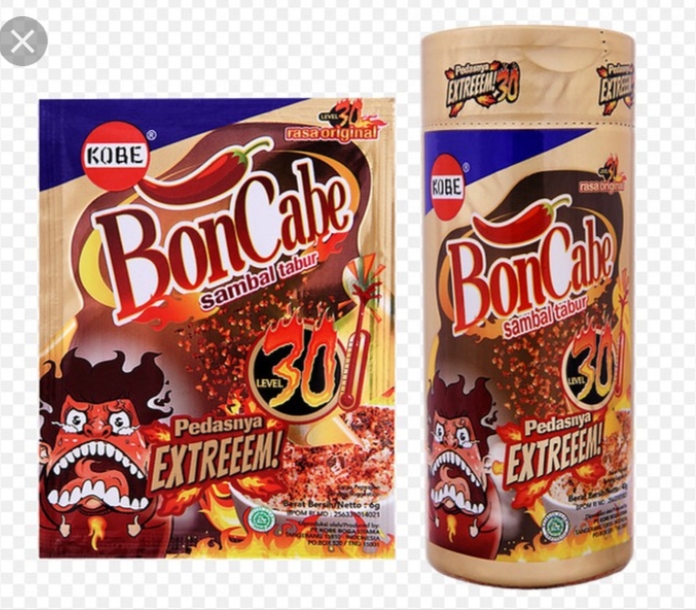 LEVEL 30
rasa original
KOBE ®
BonCabe
sambal tabur
LEVEL 30
Pedasnya
EXTREEEM!
Berat Bersih/Netto : 6g
Pedasnya
EXTREEEM! 30
EXTREEEM
KOBE ®
rasa original
BonCabe
sambal tabur
LEVEL 30
Pedasnya
EXTREEEM!